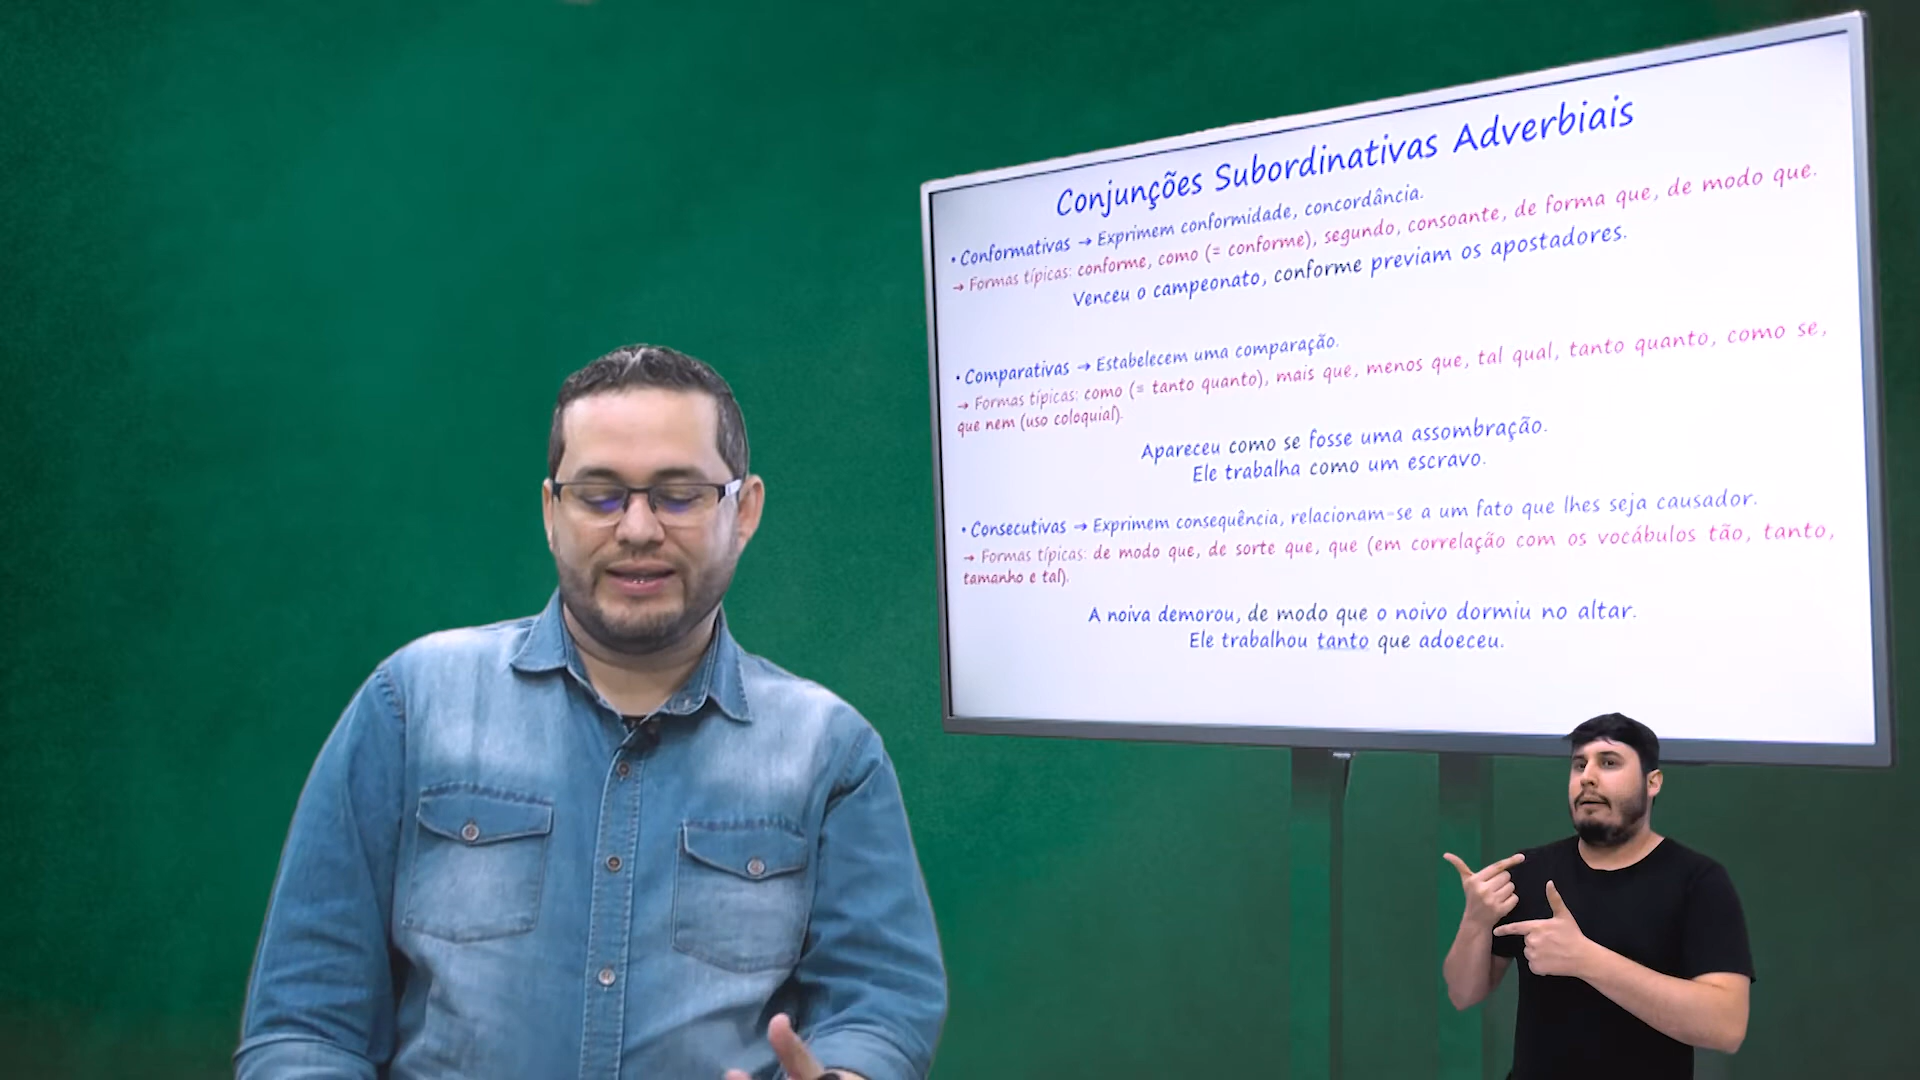 Conjunções Subordinativas Adverbiais
• Conformativas → Exprimem conformidade, concordância.
→ Formas típicas: conforme, como (= conforme), segundo, consoante, de forma que, de modo que.
Venceu o campeonato, conforme previam os apostadores.
• Comparativas → Estabelecem uma comparação.
→ Formas típicas: como (= tanto quanto), mais que, menos que, tal qual, tanto quanto, como se,
que nem (uso coloquial).
Apareceu como se fosse uma assombração.
Ele trabalha como um escravo.
• Consecutivas → Exprimem consequência, relacionam-se a um fato que lhes seja causador.
→ Formas típicas: de modo que, de sorte que, que (em correlação com os vocábulos tão, tanto,
tamanho e tal).
A noiva demorou, de modo que o noivo dormiu no altar.
Ele trabalhou tanto que adoeceu.